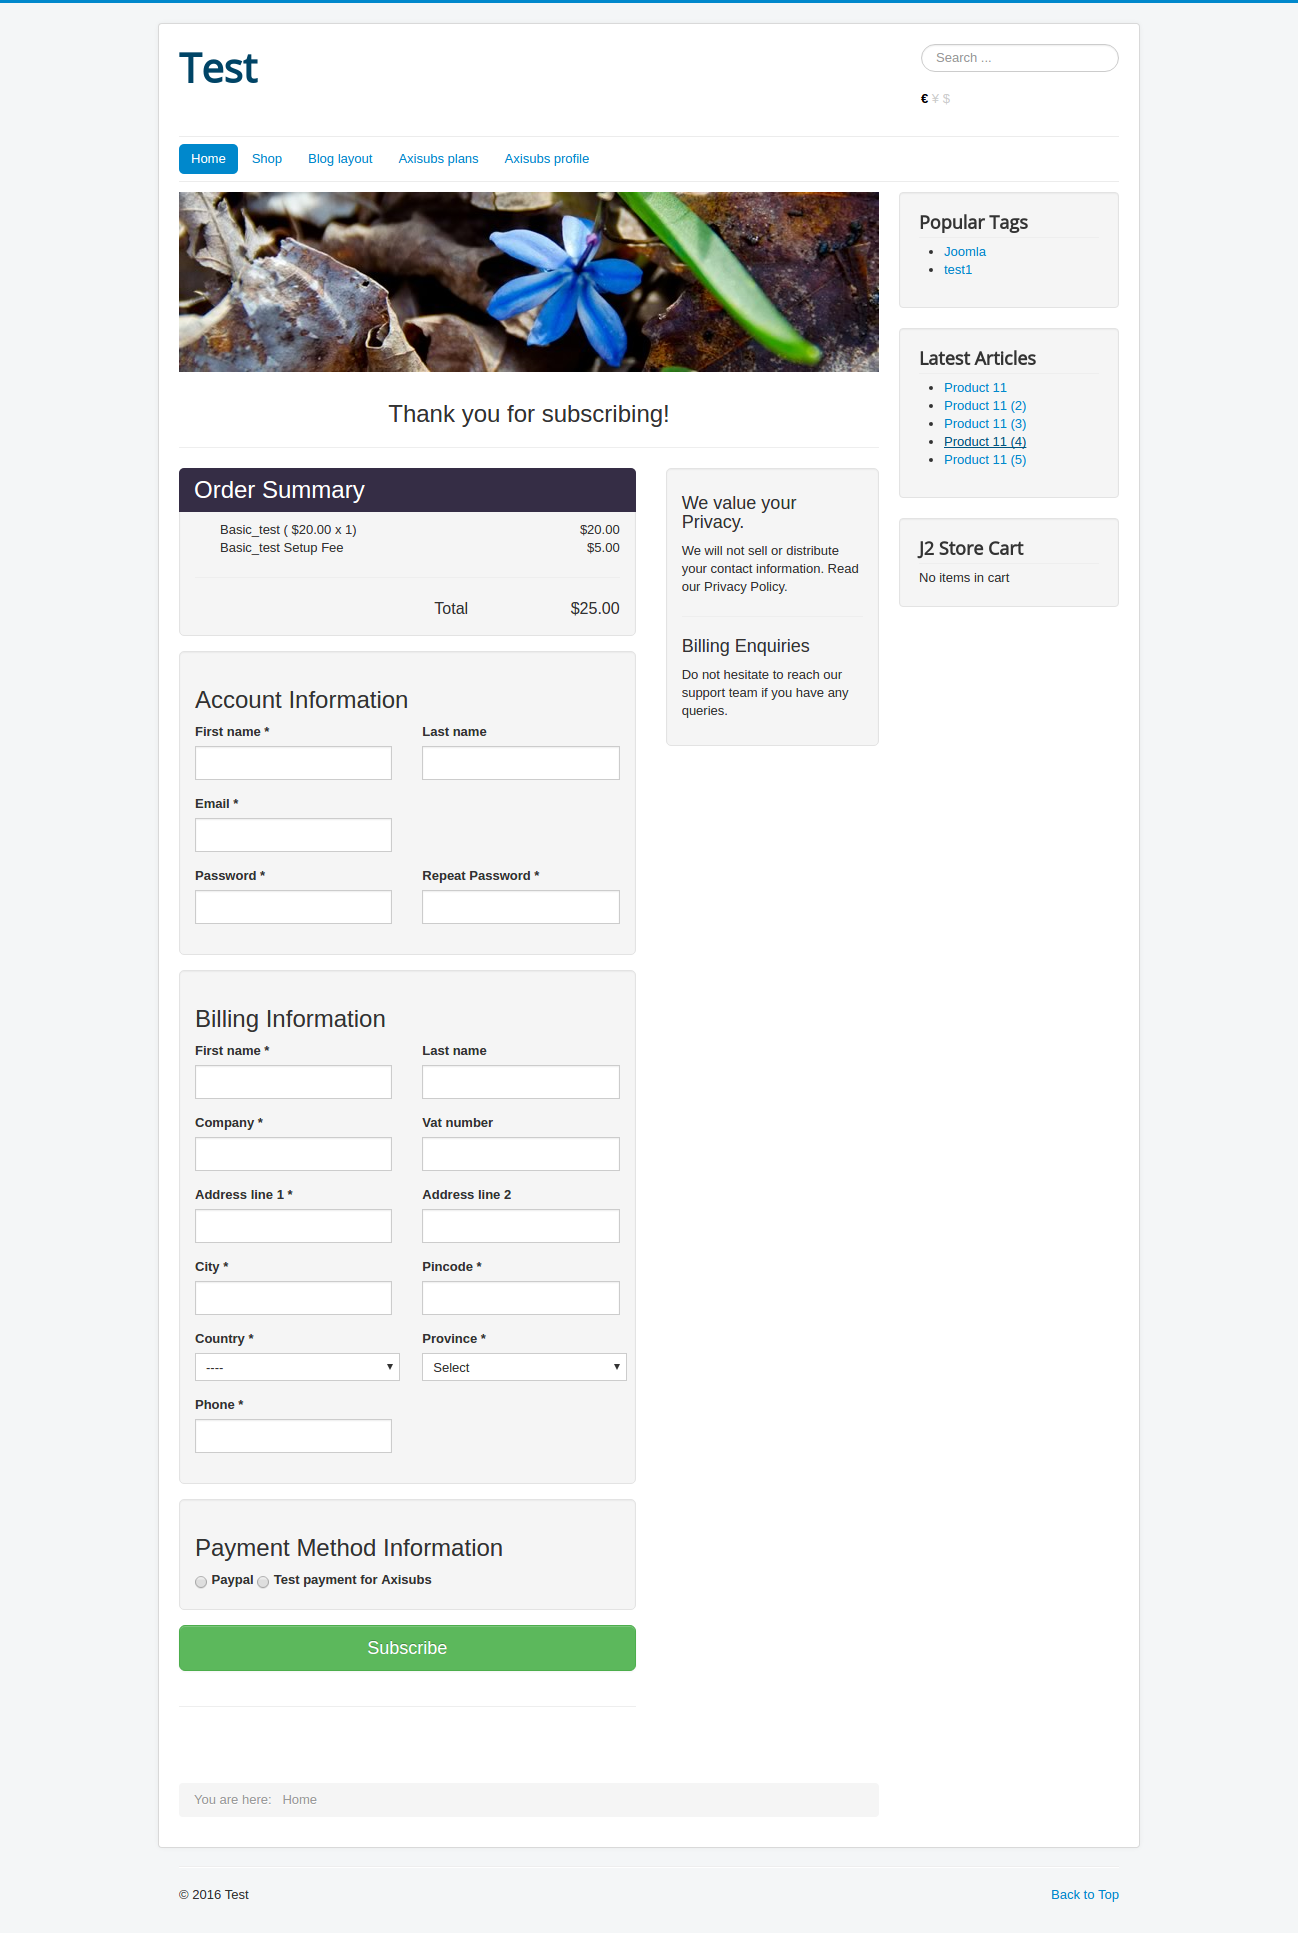 Test
Search ...
€ ¥ $
Home Shop Blog layout Axisubs plans Axisubs profile
Thank you for subscribing!
Order Summary
Basic_test ( $20.00 x 1) $20.00
Basic_test Setup Fee $5.00
Total $25.00
Account Information
First name * Last name
Email *
Password * Repeat Password *
Billing Information
First name * Last name
Company * Vat number
Address line 1 * Address line 2
City * Pincode *
Country * Province *
---- Select
Phone *
Payment Method Information
Paypal Test payment for Axisubs
Subscribe
We value your
Privacy.
We will not sell or distribute
your contact information. Read
our Privacy Policy.
Billing Enquiries
Do not hesitate to reach our
support team if you have any
queries.
Popular Tags
Joomla
test1
Latest Articles
Product 11
Product 11 (2)
Product 11 (3)
Product 11 (4)
Product 11 (5)
J2 Store Cart
No items in cart
You are here: Home
© 2016 Test Back to Top